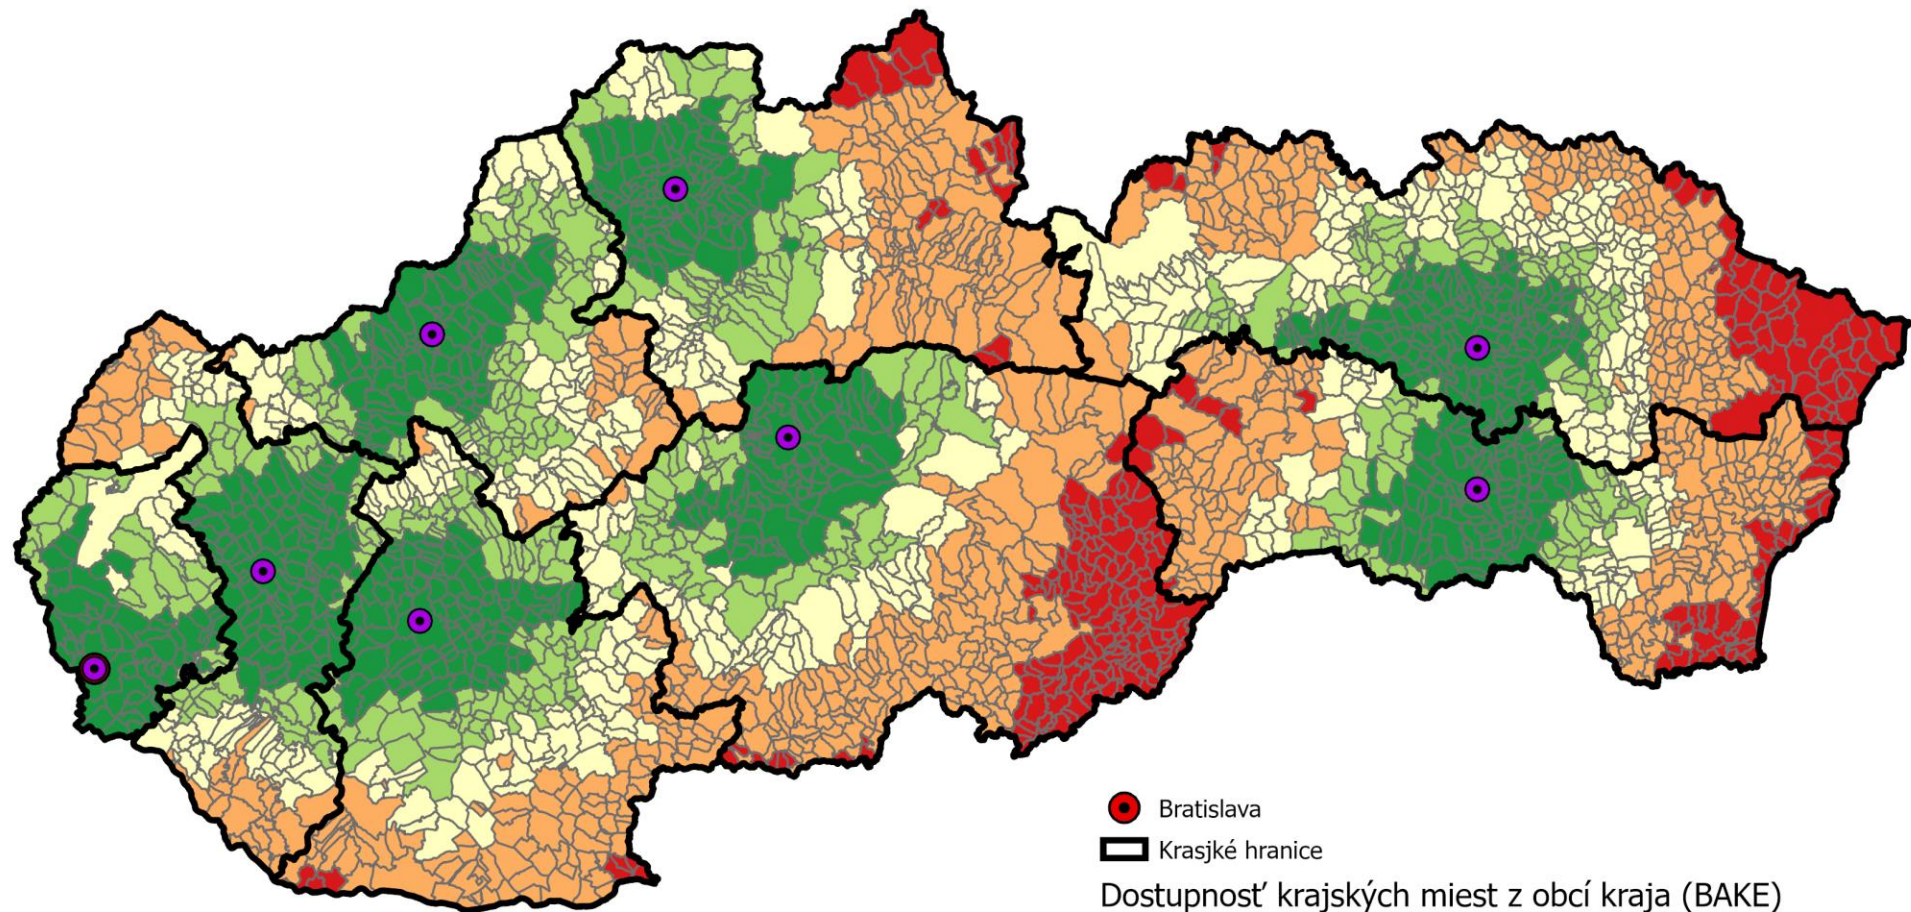 Bratislava
Krasjké hranice
Dostupnosť krajských miest z obcí kraja (BAKE)